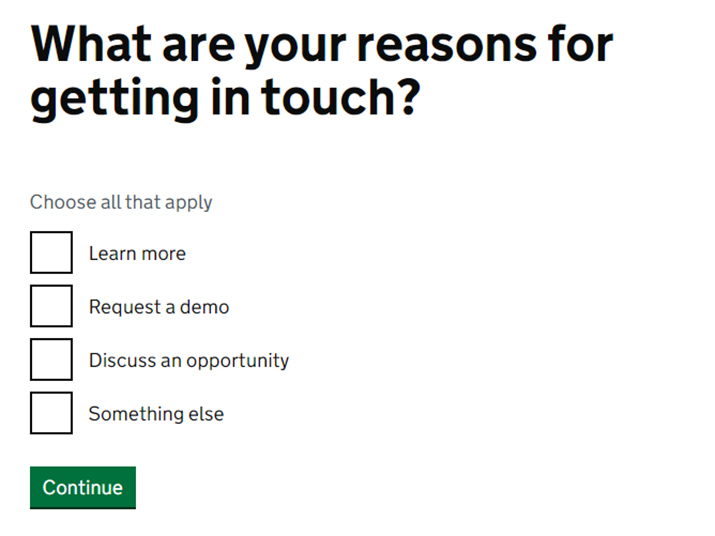 What are your reasons for
getting in touch?
Choose all that apply
Learn more
Request a demo
Discuss an opportunity
Something else
Continue